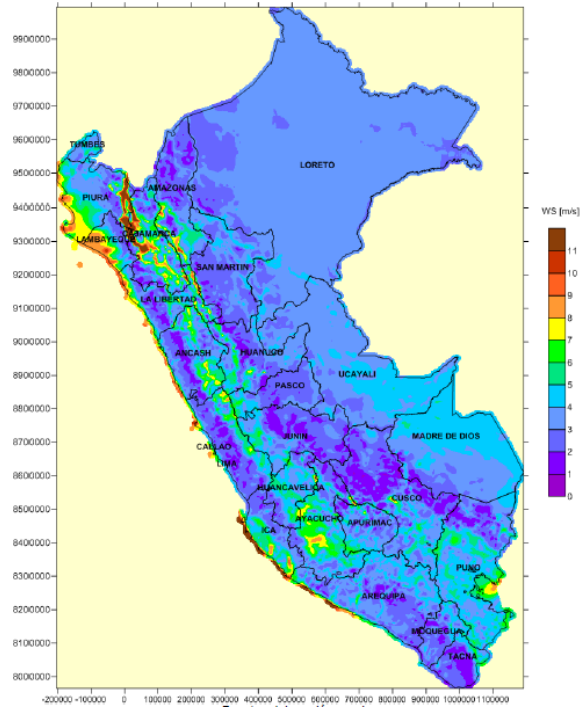 9900000
9800000
9700000
9600000
TUMBES
LORETO
9500000
AMAZONAS
PIURA
WS [m/s]
9400000
11
LAMBAYEQUE
CAJAMARCA
9300000
10
SAN MARTIN
9
9200000
8
LA LIBERTAD
9100000
7
6
9000000
ANCASH
HUANUCO
5
UCAYALI
8900000
4
PASCO
3
8800000
2
8700000
JUNIN
MADRE DE DIOS
CALLAO
1
LIMA
8600000
0
HUANCAVELICA
CUSCO
8500000
AYACUCHO
APURIMAC
ICA
8400000
PUNO
8300000
AREQUIPA
8200000
MOQUEGUA
8100000
TACNA
8000000
-200000 -100000 0 100000 200000 300000 400000 500000 600000 700000 800000 900000 1000000 1100000